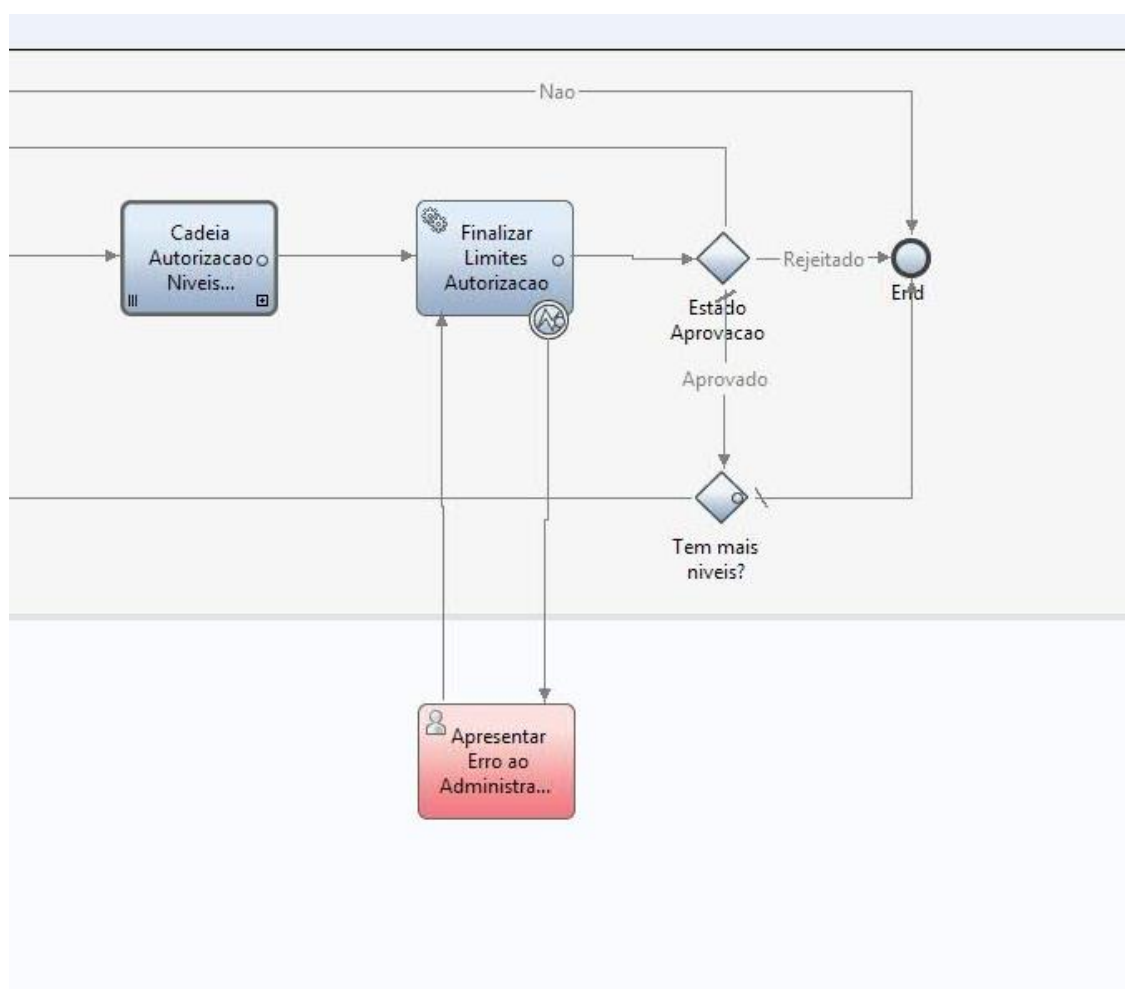 Nao
Cadeia
Autorizacao
Niveis...
Finalizar
Limites
Autorizacao
Rejeitado
End
Estado
Aprovacao
Aprovado
Tem mais
niveis?
Apresentar
Erro ao
Administra...